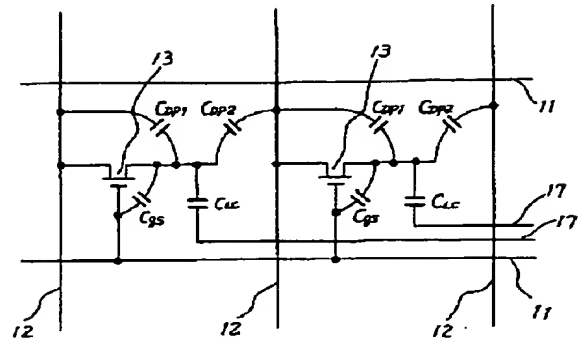 13 13
CDP1 CDP2 CDP1 CDP2 11
Cgs CLC Cgs CLC 17
17
12 12 12 11